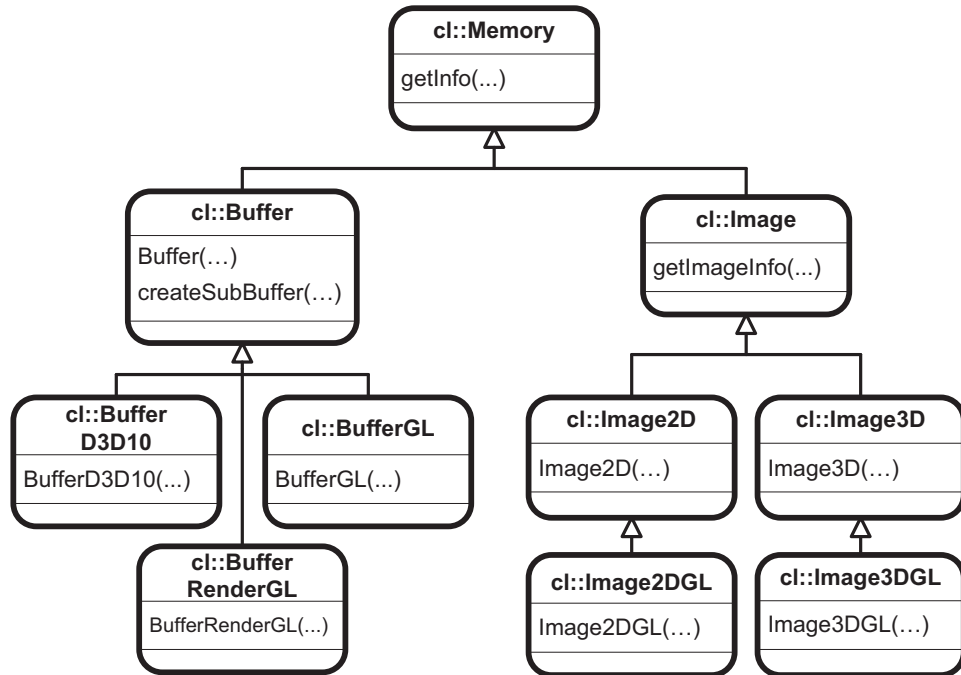 cl::Memory
getInfo(...)
cl::Buffer
Buffer(…)
createSubBuffer(…)
cl::Image
getImageInfo(...)
cl::Buffer
D3D10
BufferD3D10(...)
cl::BufferGL
BufferGL(...)
cl::Image2D
Image2D(…)
cl::Image3D
Image3D(…)
cl::Buffer
RenderGL
BufferRenderGL(...)
cl::Image2DGL
Image2DGL(…)
cl::Image3DGL
Image3DGL(…)